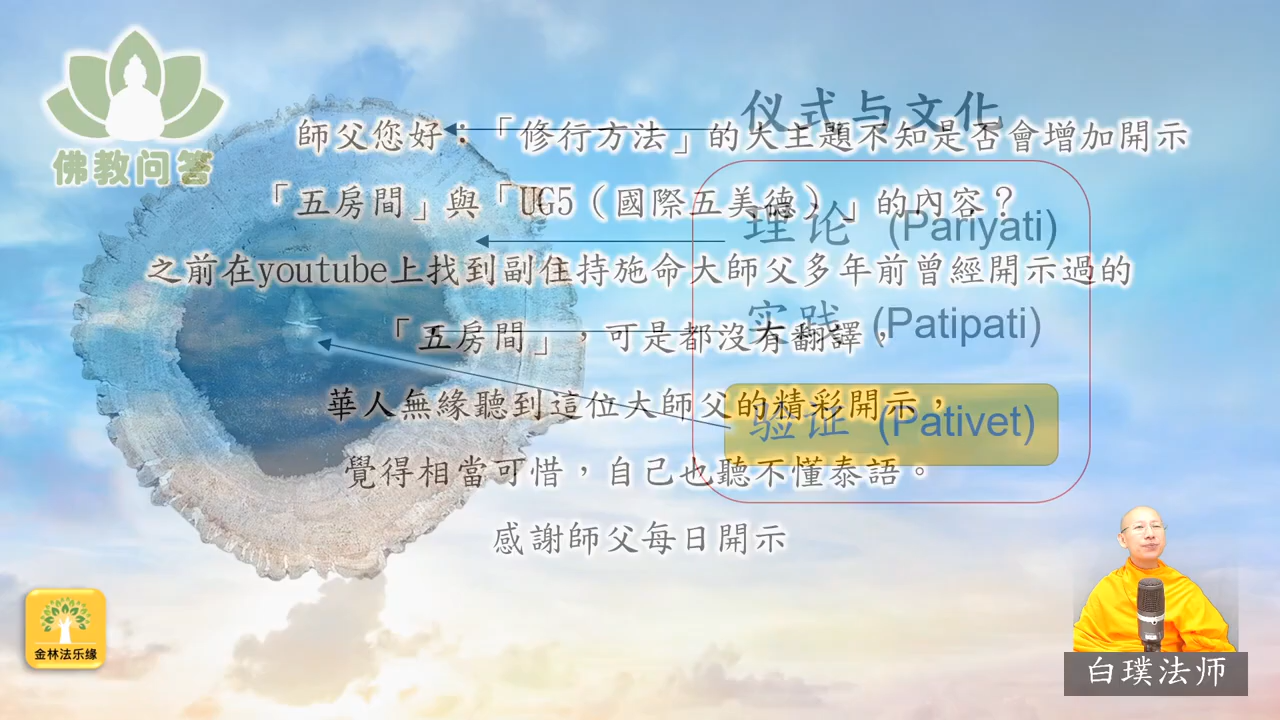 佛教问答
仪式与文化
師父您好：「修行方法」的大主題不知是否會增加開示
「五房間」與「UG5（國際五美德）」的內容？
理论 (Pariyati)
之前在youtube上找到副住持施命大師父多年前曾經開示過的
实践 (Patipati)
「五房間」，可是都沒有翻譯，
華人無緣聽到這位大師父的精彩開示，
验证 (Pativet)
覺得相當可惜，自己也聽不懂泰語。
感謝師父每日開示
金林法乐缘
白璞法师